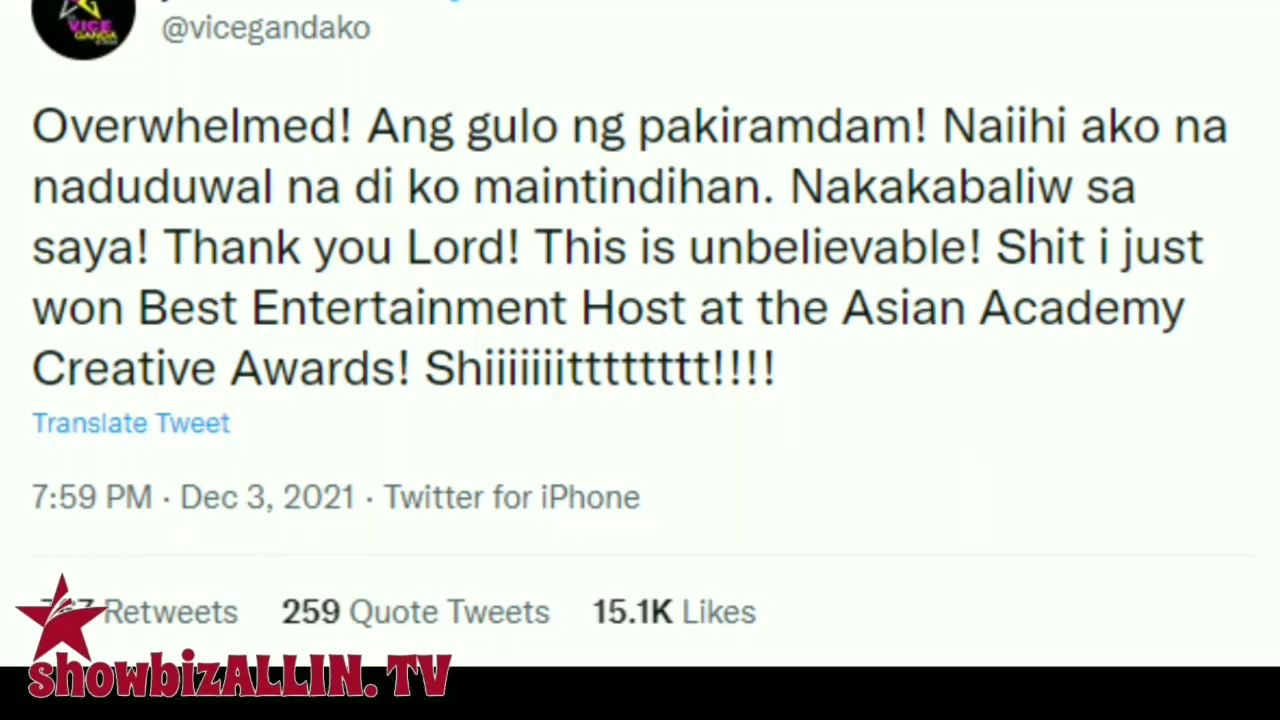 VICE
GANDA
@vicegandako
Overwhelmed! Ang gulo ng pakiramdam! Naiihi ako na
naduduwal na di ko maintindihan. Nakakabaliw sa
saya! Thank you Lord! This is unbelievable! Shit i just
won Best Entertainment Host at the Asian Academy
Creative Awards! Shiiiiiiitttttttt!!!!
Translate Tweet
7:59 PM · Dec 3, 2021 · Twitter for iPhone
Retweets 259 Quote Tweets 15.1K Likes
showbizALLIN.TV